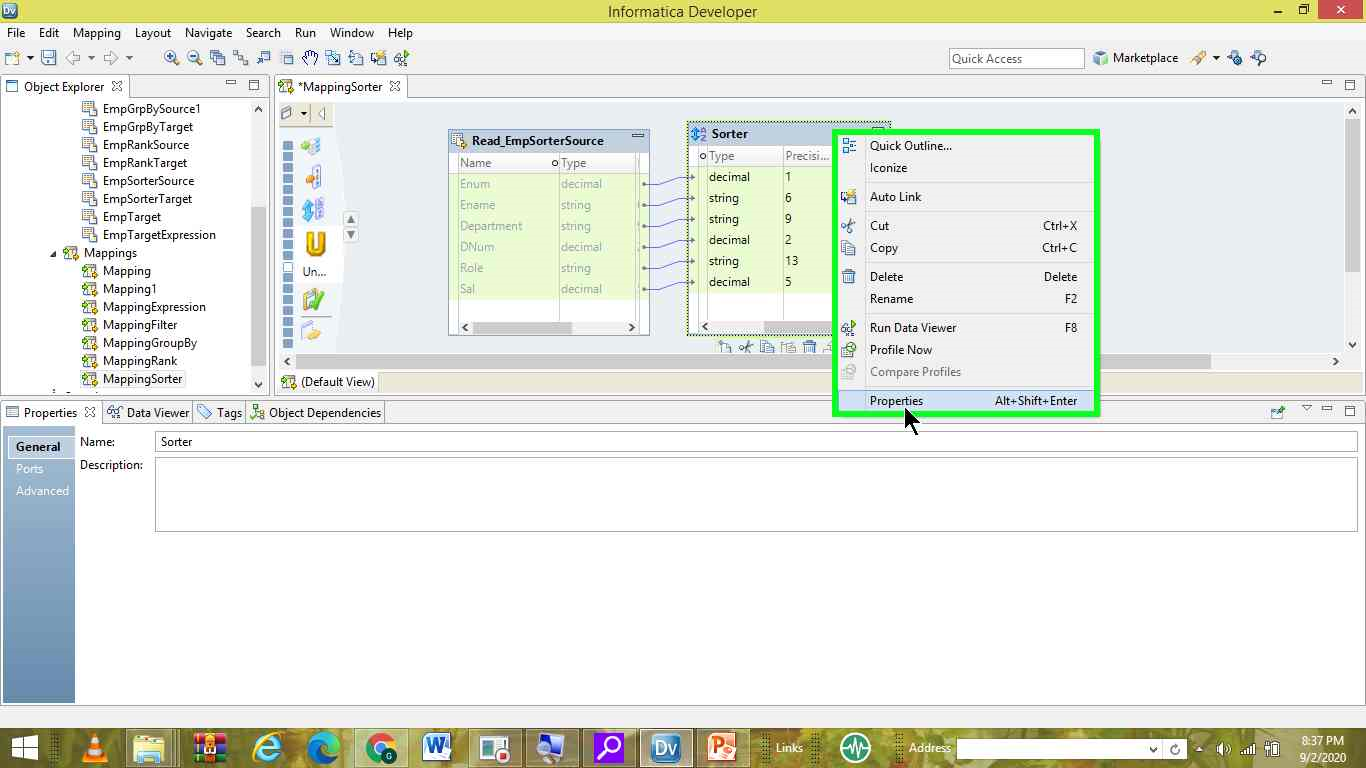 Informatica Developer
File Edit Mapping Layout Navigate Search Run Window Help
Quick Access
Marketplace
Object Explorer
EmpGrpBySource1
EmpGrpByTarget
EmpRankSource
EmpRankTarget
EmpSorterSource
EmpSorterTarget
EmpTarget
EmpTargetExpression
Mappings
Mapping
Mapping1
MappingExpression
MappingFilter
MappingGroupBy
MappingRank
MappingSorter
*MappingSorter
Un...
Read_EmpSorterSource
Name Type
Enum decimal
Ename string
Department string
DNum decimal
Role string
Sal decimal
Sorter
Type Precisi...
decimal 1
string 6
string 9
decimal 2
string 13
decimal 5
Quick Outline...
Iconize
Auto Link
Cut Ctrl+X
Copy Ctrl+C
Delete Delete
Rename F2
Run Data Viewer F8
Profile Now
Compare Profiles
Properties Alt+Shift+Enter
(Default View)
Properties Data Viewer Tags Object Dependencies
General
Ports
Advanced
Name: Sorter
Description:
Links
Address
8:37 PM
9/2/2020